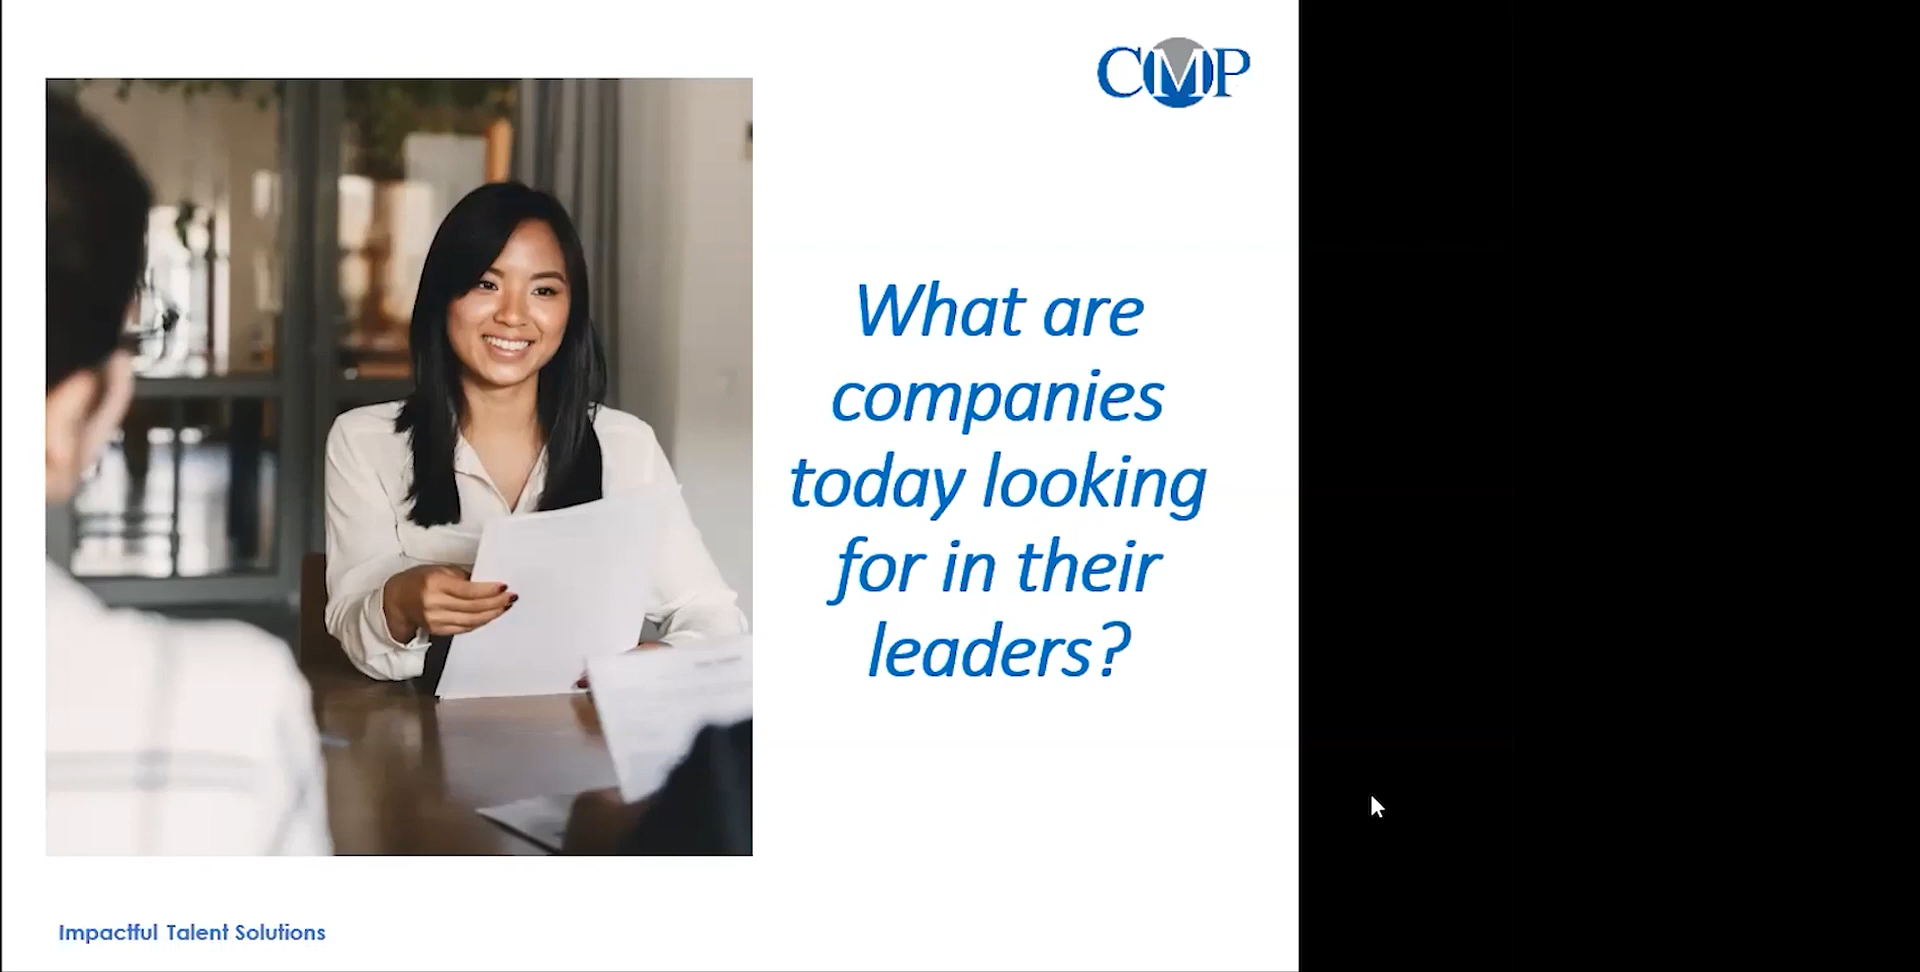 CMP
What are
companies
today looking
for in their
leaders?
Impactful Talent Solutions